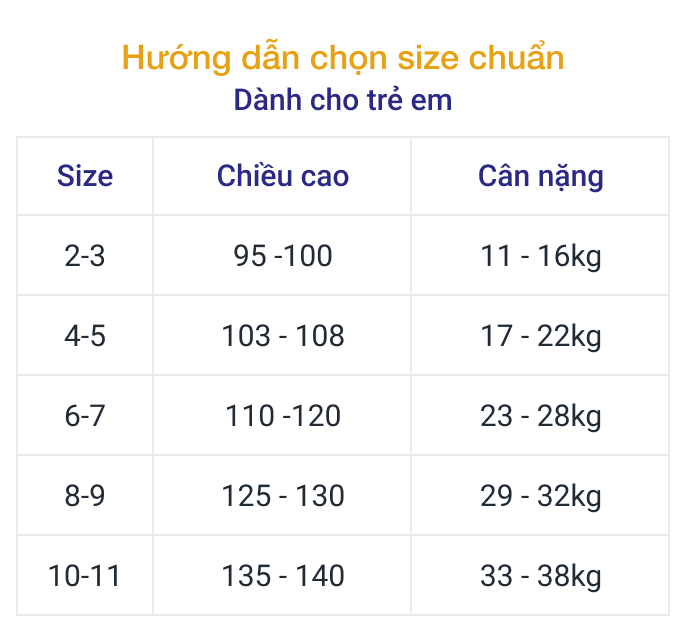 Hướng dẫn chọn size chuẩn
Dành cho trẻ em
Size Chiều cao Cân nặng
2-3 95 -100 11 - 16kg
4-5 103 - 108 17 - 22kg
6-7 110 -120 23 - 28kg
8-9 125 - 130 29 - 32kg
10-11 135 - 140 33 - 38kg